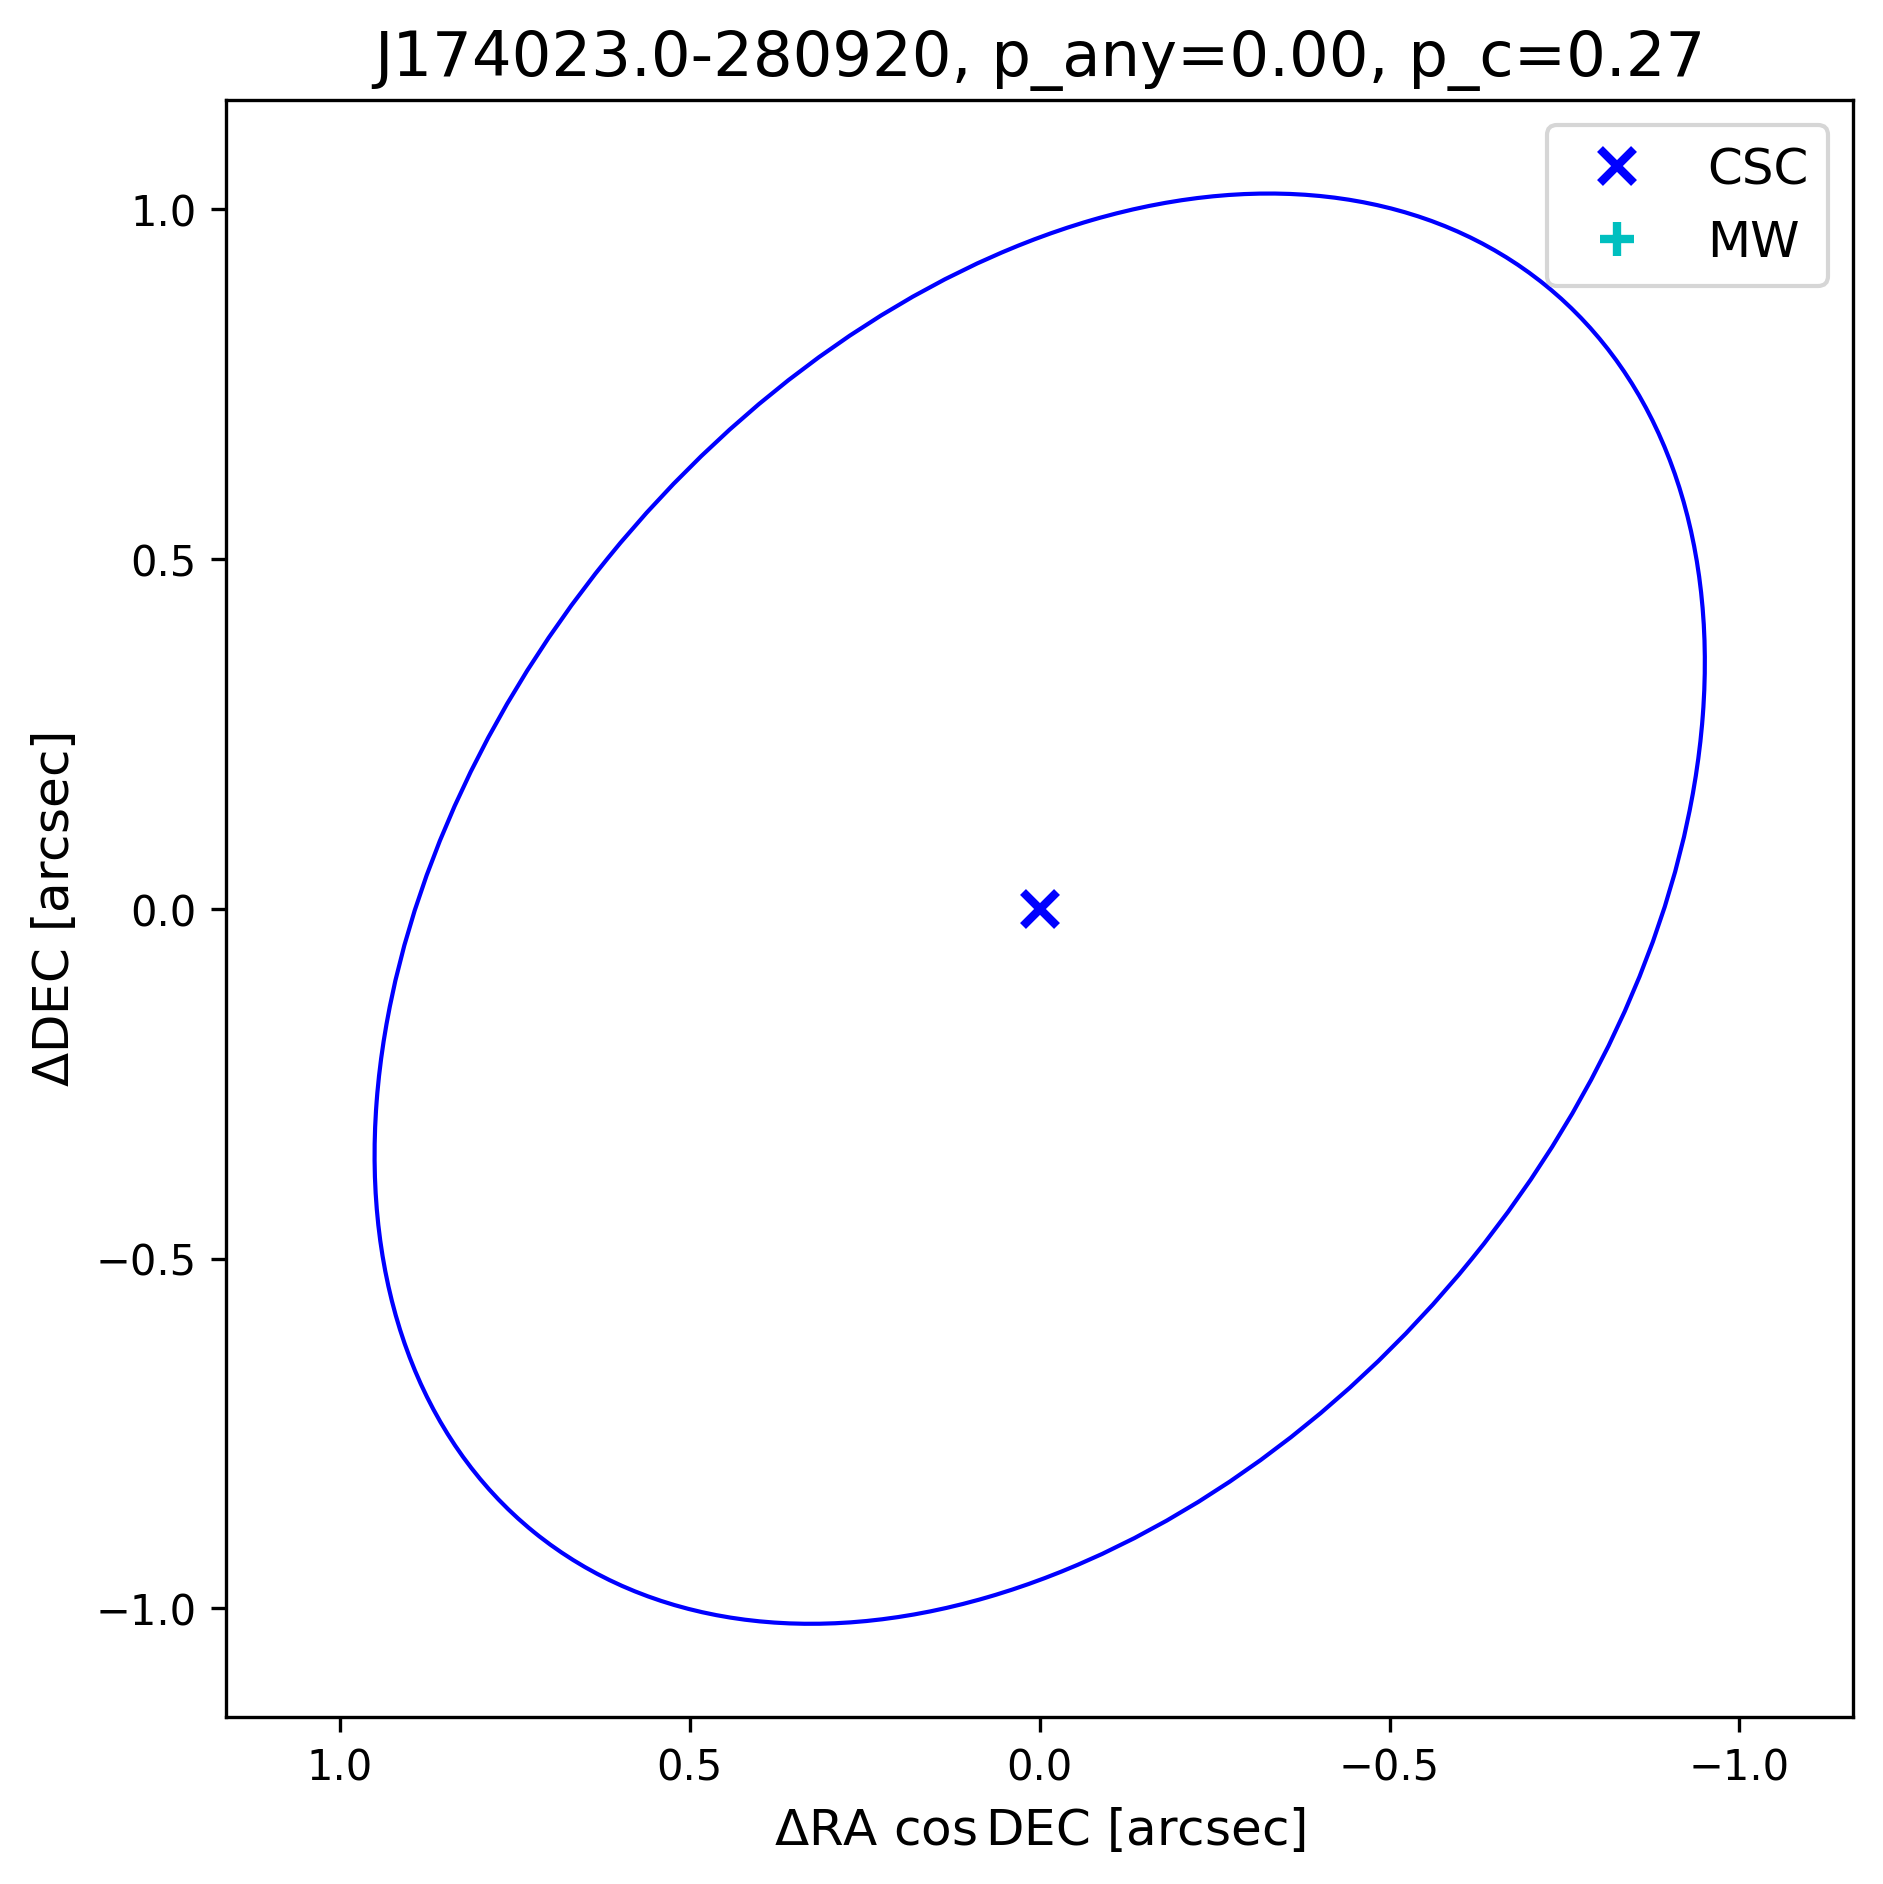 J174023.0-280920, p_any=0.00, p_c=0.27
CSC
MW
1.0
0.5
0.0
−0.5
−1.0
ΔDEC [arcsec]
1.0 0.5 0.0 −0.5 −1.0
ΔRA cos DEC [arcsec]